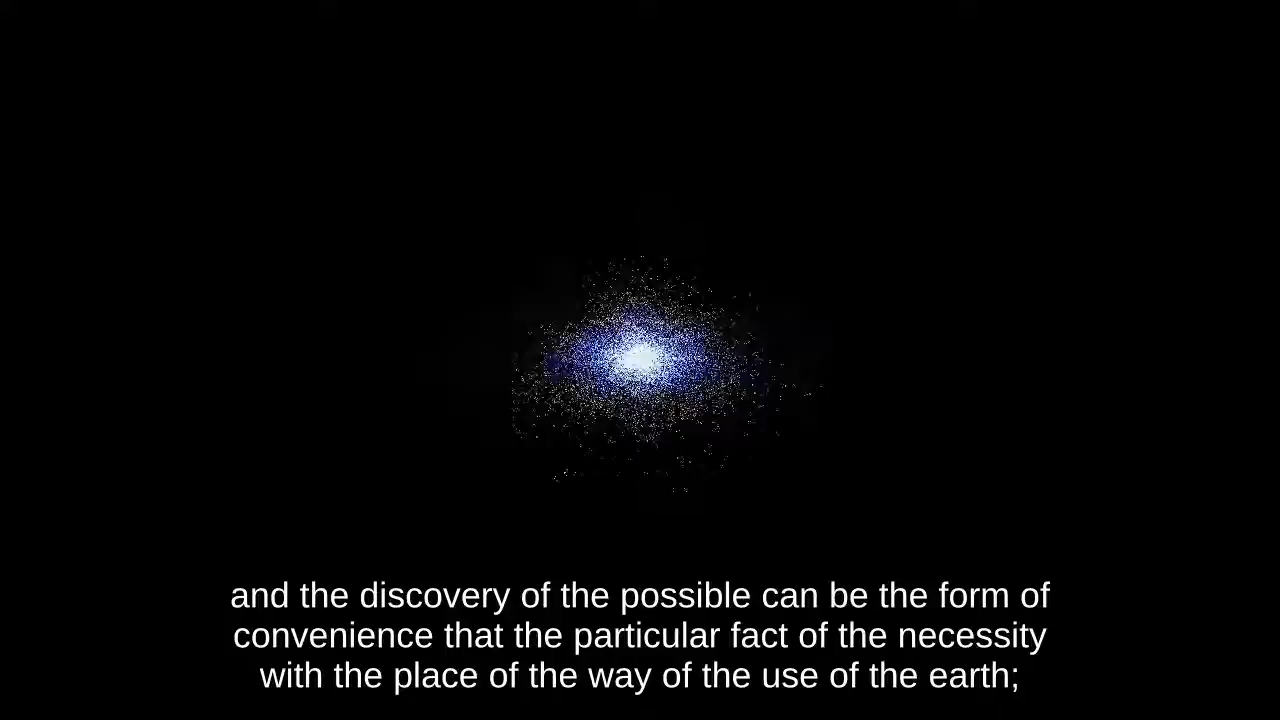 and the discovery of the possible can be the form of
convenience that the particular fact of the necessity
with the place of the way of the use of the earth;